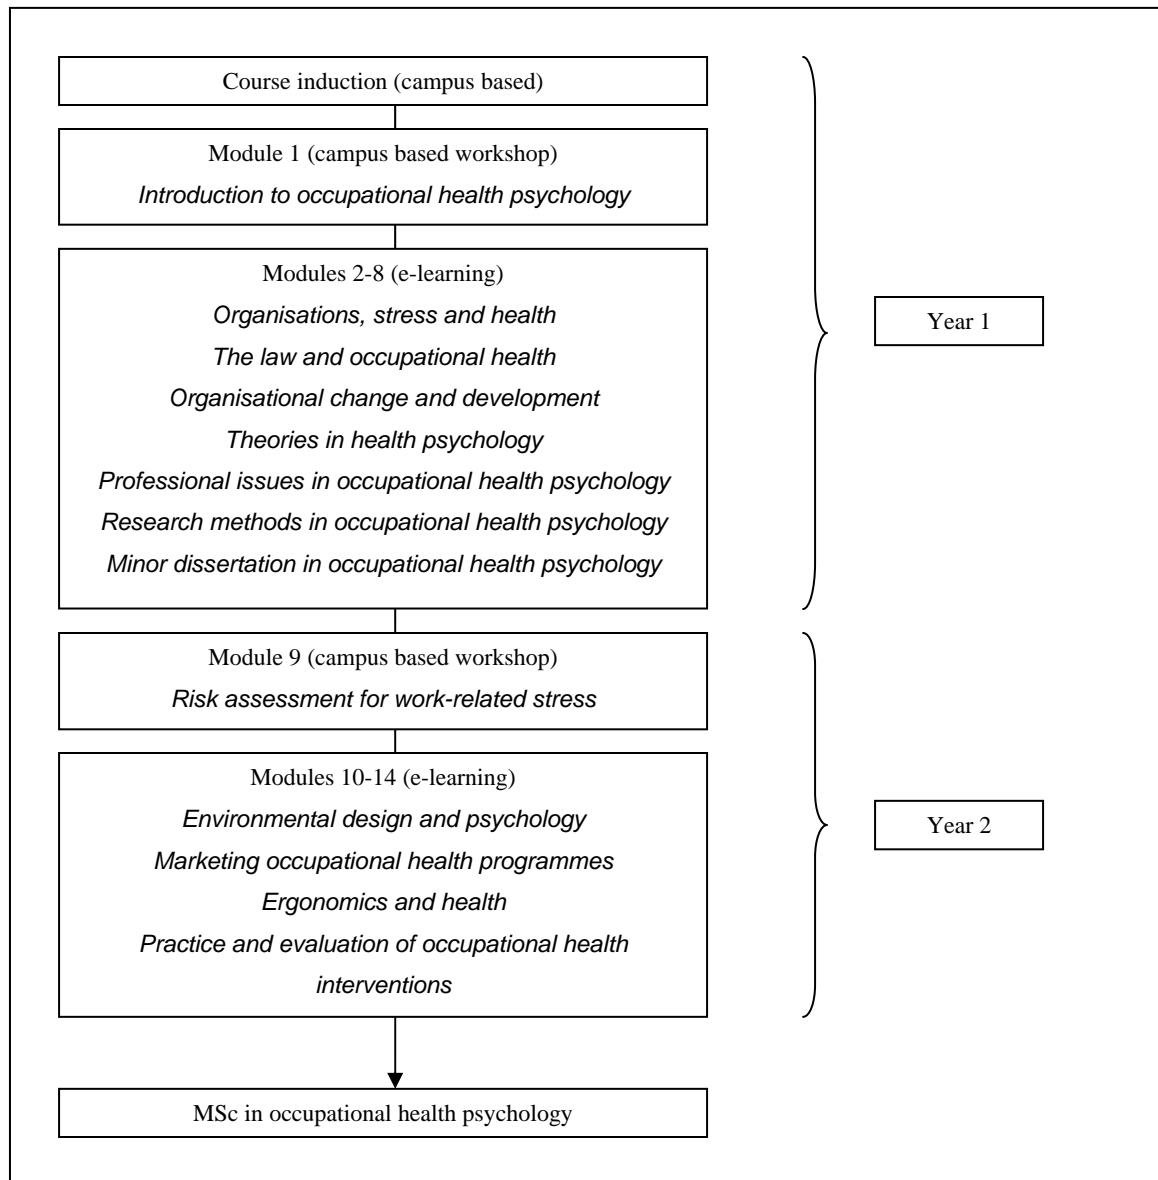 Course induction (campus based)
Module 1 (campus based workshop)
Introduction to occupational health psychology
Modules 2-8 (e-learning)
Organisations, stress and health
The law and occupational health
Organisational change and development
Theories in health psychology
Professional issues in occupational health psychology
Research methods in occupational health psychology
Minor dissertation in occupational health psychology
Year 1
Module 9 (campus based workshop)
Risk assessment for work-related stress
Modules 10-14 (e-learning)
Environmental design and psychology
Marketing occupational health programmes
Ergonomics and health
Practice and evaluation of occupational health
interventions
Year 2
MSc in occupational health psychology